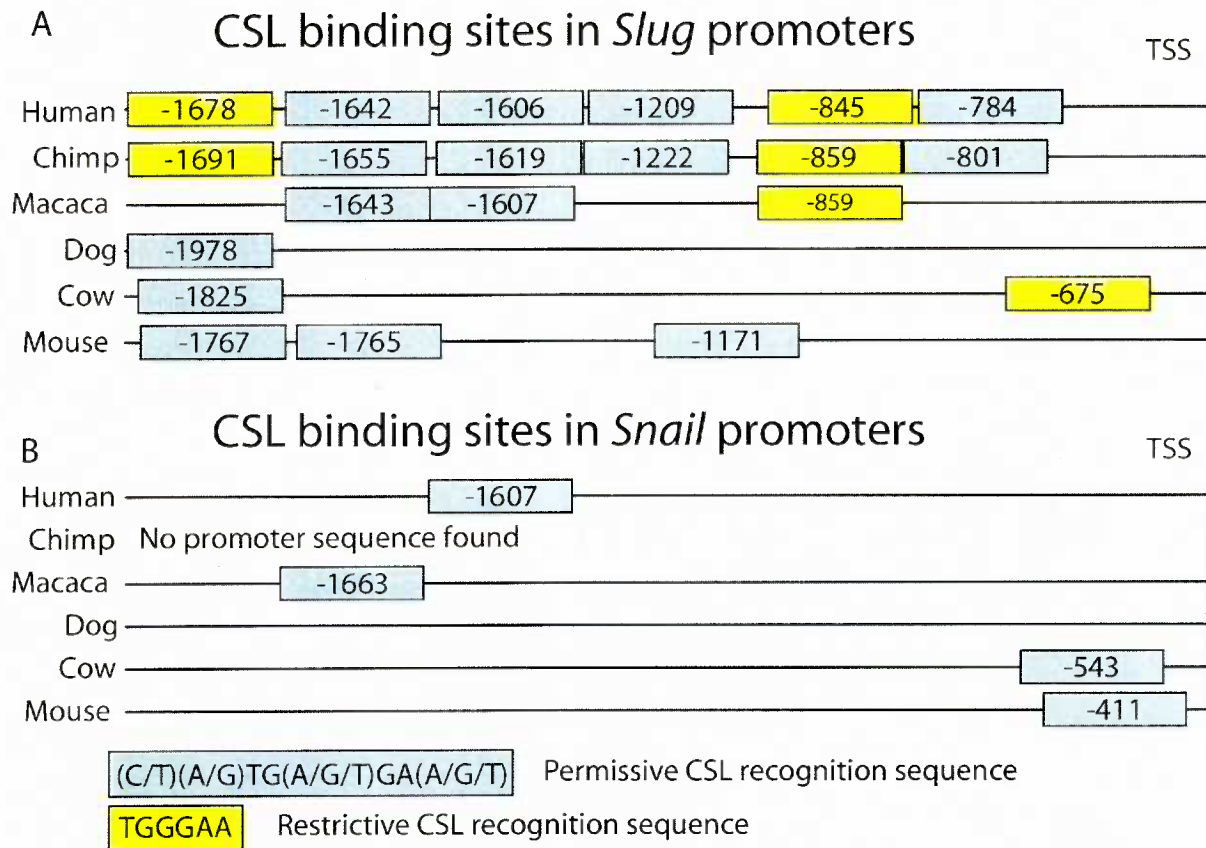 A
CSL binding sites in Slug promoters
TSS
Human -1678 -1642 -1606 -1209 -845 -784
Chimp -1691 -1655 -1619 -1222 -859 -801
Macaca -1643 -1607 -859
Dog -1978
Cow -1825 -675
Mouse -1767 -1765 -1171
B
CSL binding sites in Snail promoters
TSS
Human -1607
Chimp No promoter sequence found
Macaca -1663
Dog
Cow -543
Mouse -411
(C/T)(A/G)TG(A/G/T)GA(A/G/T) Permissive CSL recognition sequence
TGGGAA Restrictive CSL recognition sequence